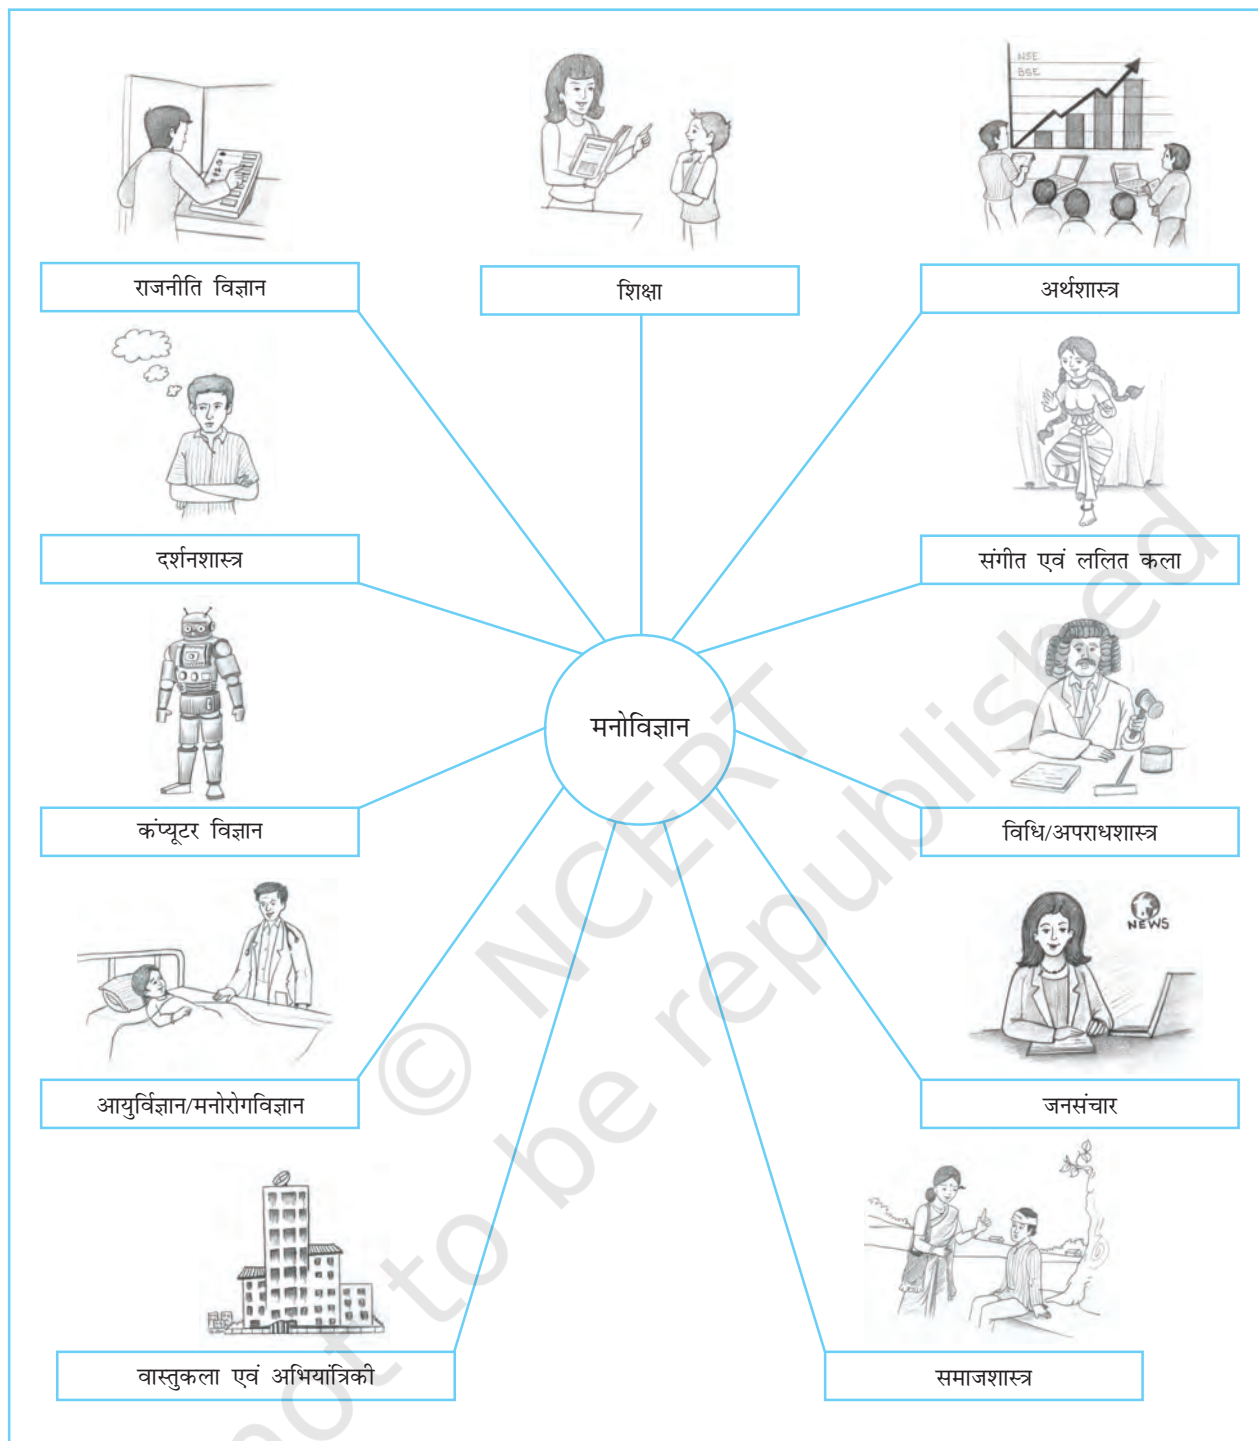 NSE
BSE
राजनीति विज्ञान
शिक्षा
अर्थशास्त्र
दर्शनशास्त्र
संगीत एवं ललित कला
मनोविज्ञान
कंप्यूटर विज्ञान
विधि/अपराधशास्त्र
NEWS
आयुर्विज्ञान/मनोरोगविज्ञान
जनसंचार
वास्तुकला एवं अभियांत्रिकी
समाजशास्त्र
© NCERT
not to be republished